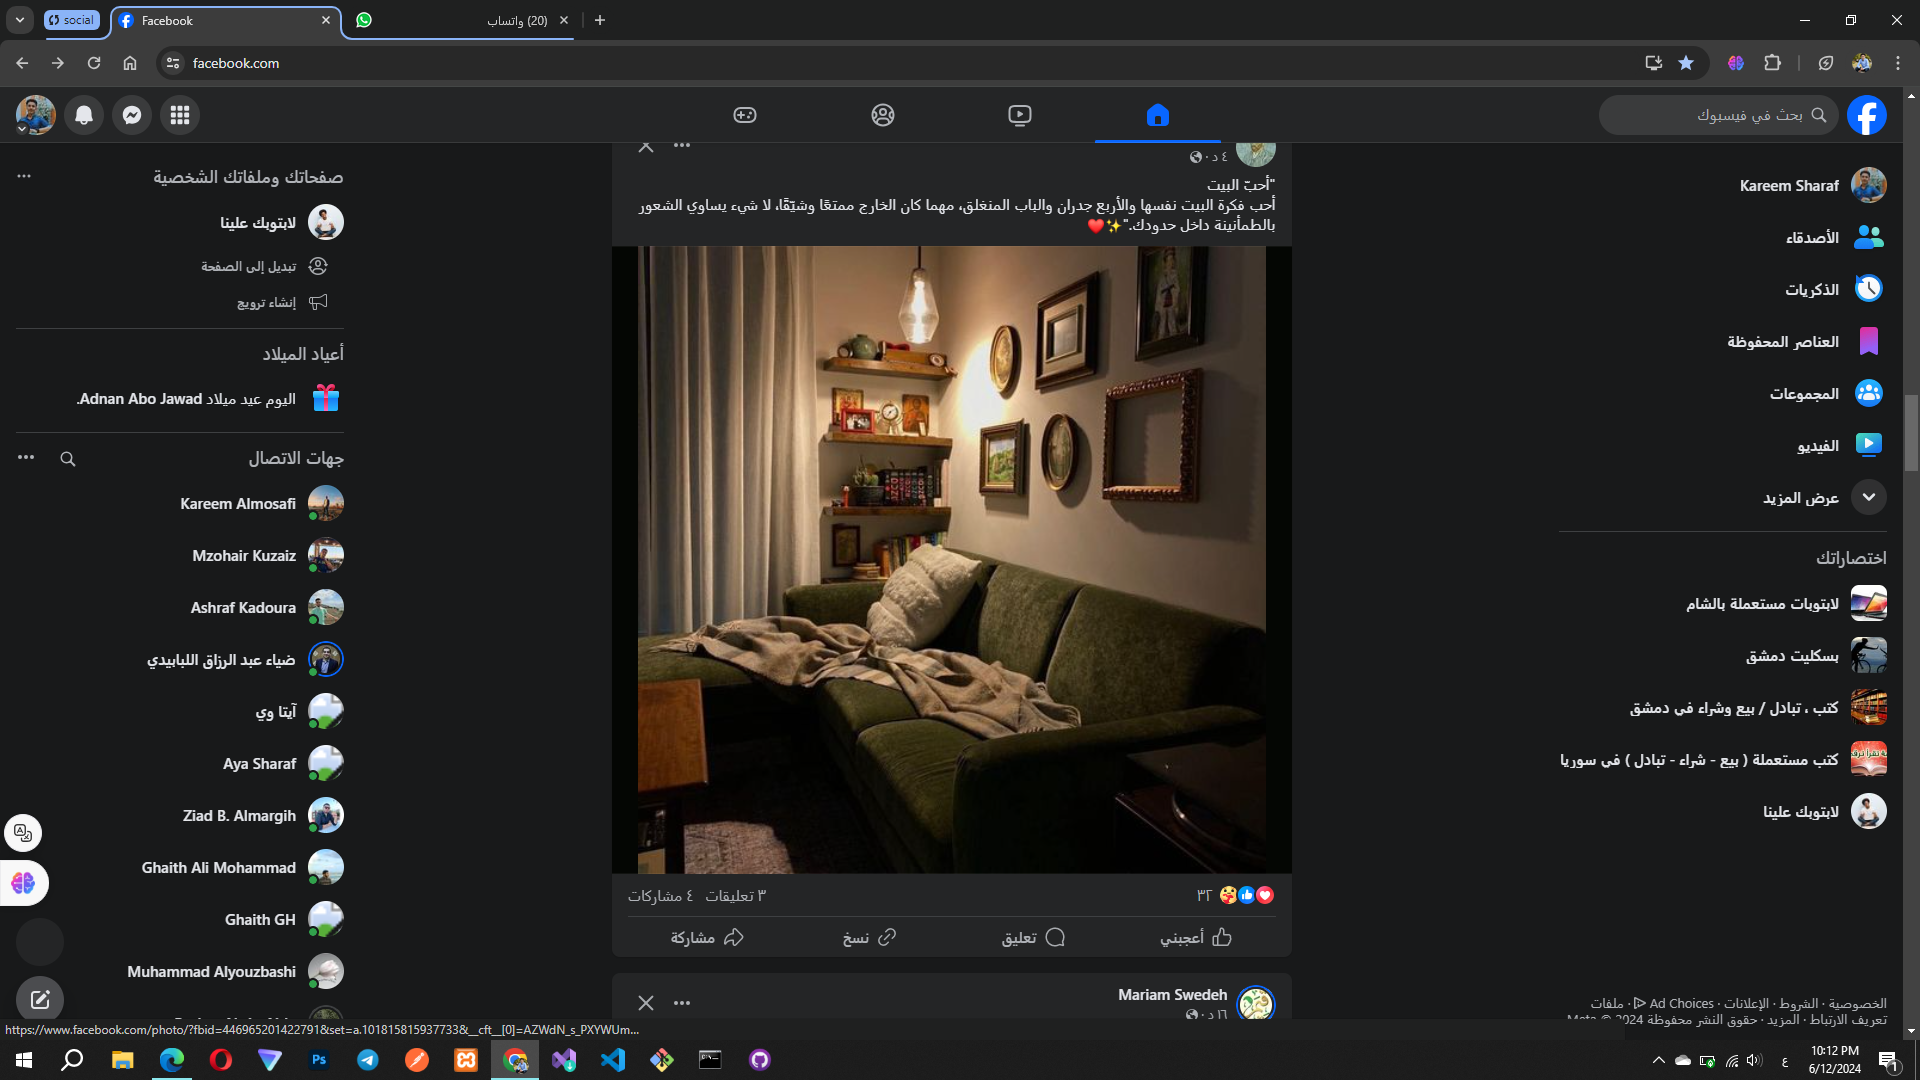 social
Facebook
(20) واتساب
facebook.com
بحث في فيسبوك
صفحاتك وملفاتك الشخصية
لابتوبك علينا
تبديل إلى الصفحة
إنشاء ترويج
أعياد الميلاد
اليوم عيد ميلاد Adnan Abo Jawad.
جهات الاتصال
Kareem Almosafi
Mzohair Kuzaiz
Ashraf Kadoura
ضياء عبد الرزاق اللبابيدي
آيتا وي
Aya Sharaf
Ziad B. Almargih
Ghaith Ali Mohammad
Ghaith GH
Muhammad Alyouzbashi
٤ د ·
"أحبّ البيت
أحب فكرة البيت نفسها والأربع جدران والباب المنغلق، مهما كان الخارج ممتعًا وشيّقًا، لا شيء يساوي الشعور
بالطمأنينة داخل حدودك."✨❤️
٣٢
٣ تعليقات ٤ مشاركات
أعجبني
تعليق
نسخ
مشاركة
Mariam Swedeh
١٦ د ·
Kareem Sharaf
الأصدقاء
الذكريات
العناصر المحفوظة
المجموعات
الفيديو
عرض المزيد
اختصاراتك
لابتوبات مستعملة بالشام
بسكليت دمشق
كتب ، تبادل / بيع وشراء في دمشق
كتب مستعملة ( بيع - شراء - تبادل ) في سوريا
لابتوبك علينا
الخصوصية · الشروط · الإعلانات · Ad Choices · ملفات
تعريف الارتباط · المزيد · حقوق النشر محفوظة Meta © 2024
https://www.facebook.com/photo/?fbid=446965201422791&set=a.101815815937733&__cft__[0]=AZWdN_s_PXYWUm...
Ps
ع
10:12 PM
6/12/2024
1